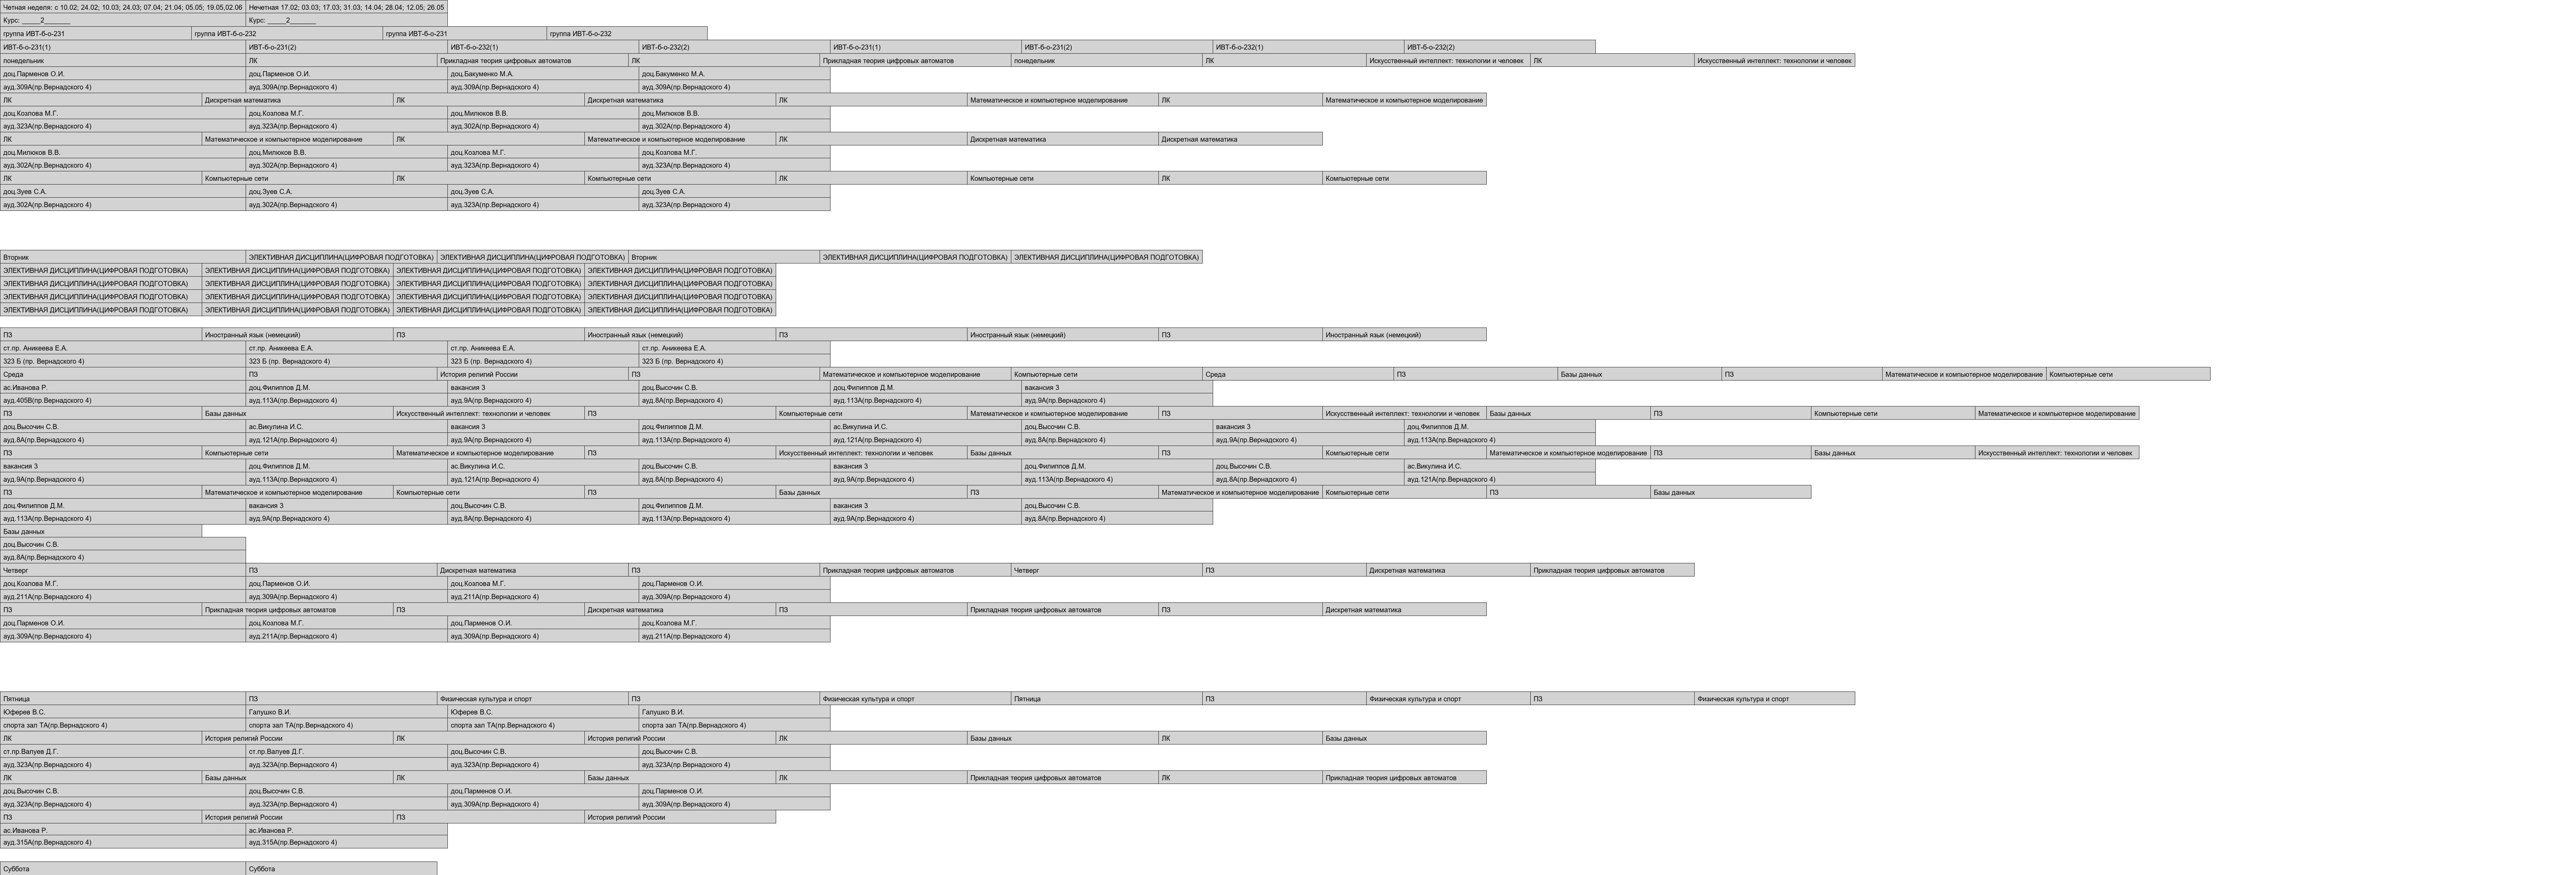 Четная неделя: с 10.02; 24.02; 10.03; 24.03; 07.04; 21.04; 05.05; 19.05,02.06 Нечетная 17.02; 03.03; 17.03; 31.03; 14.04; 28.04; 12.05; 26.05
Курс: _____2_______ Курс: _____2_______
группа ИВТ-б-о-231 группа ИВТ-б-о-232 группа ИВТ-б-о-231 группа ИВТ-б-о-232
ИВТ-б-о-231(1) ИВТ-б-о-231(2) ИВТ-б-о-232(1) ИВТ-б-о-232(2) ИВТ-б-о-231(1) ИВТ-б-о-231(2) ИВТ-б-о-232(1) ИВТ-б-о-232(2)
понедельник ЛК Прикладная теория цифровых автоматов ЛК Прикладная теория цифровых автоматов понедельник ЛК Искусственный интеллект: технологии и человек ЛК Искусственный интеллект: технологии и человек
доц.Парменов О.И. доц.Парменов О.И. доц.Бакуменко М.А. доц.Бакуменко М.А.
ауд.309А(пр.Вернадского 4) ауд.309А(пр.Вернадского 4) ауд.309А(пр.Вернадского 4) ауд.309А(пр.Вернадского 4)
ЛК Дискретная математика ЛК Дискретная математика ЛК Математическое и компьютерное моделирование ЛК Математическое и компьютерное моделирование
доц.Козлова М.Г. доц.Козлова М.Г. доц.Милюков В.В. доц.Милюков В.В.
ауд.323А(пр.Вернадского 4) ауд.323А(пр.Вернадского 4) ауд.302А(пр.Вернадского 4) ауд.302А(пр.Вернадского 4)
ЛК Математическое и компьютерное моделирование ЛК Математическое и компьютерное моделирование ЛК Дискретная математика Дискретная математика
доц.Милюков В.В. доц.Милюков В.В. доц.Козлова М.Г. доц.Козлова М.Г.
ауд.302А(пр.Вернадского 4) ауд.302А(пр.Вернадского 4) ауд.323А(пр.Вернадского 4) ауд.323А(пр.Вернадского 4)
ЛК Компьютерные сети ЛК Компьютерные сети ЛК Компьютерные сети ЛК Компьютерные сети
доц.Зуев С.А. доц.Зуев С.А. доц.Зуев С.А. доц.Зуев С.А.
ауд.302А(пр.Вернадского 4) ауд.302А(пр.Вернадского 4) ауд.323А(пр.Вернадского 4) ауд.323А(пр.Вернадского 4)
Вторник ЭЛЕКТИВНАЯ ДИСЦИПЛИНА(ЦИФРОВАЯ ПОДГОТОВКА) ЭЛЕКТИВНАЯ ДИСЦИПЛИНА(ЦИФРОВАЯ ПОДГОТОВКА) Вторник ЭЛЕКТИВНАЯ ДИСЦИПЛИНА(ЦИФРОВАЯ ПОДГОТОВКА) ЭЛЕКТИВНАЯ ДИСЦИПЛИНА(ЦИФРОВАЯ ПОДГОТОВКА)
ЭЛЕКТИВНАЯ ДИСЦИПЛИНА(ЦИФРОВАЯ ПОДГОТОВКА) ЭЛЕКТИВНАЯ ДИСЦИПЛИНА(ЦИФРОВАЯ ПОДГОТОВКА) ЭЛЕКТИВНАЯ ДИСЦИПЛИНА(ЦИФРОВАЯ ПОДГОТОВКА) ЭЛЕКТИВНАЯ ДИСЦИПЛИНА(ЦИФРОВАЯ ПОДГОТОВКА)
ЭЛЕКТИВНАЯ ДИСЦИПЛИНА(ЦИФРОВАЯ ПОДГОТОВКА) ЭЛЕКТИВНАЯ ДИСЦИПЛИНА(ЦИФРОВАЯ ПОДГОТОВКА) ЭЛЕКТИВНАЯ ДИСЦИПЛИНА(ЦИФРОВАЯ ПОДГОТОВКА) ЭЛЕКТИВНАЯ ДИСЦИПЛИНА(ЦИФРОВАЯ ПОДГОТОВКА)
ЭЛЕКТИВНАЯ ДИСЦИПЛИНА(ЦИФРОВАЯ ПОДГОТОВКА) ЭЛЕКТИВНАЯ ДИСЦИПЛИНА(ЦИФРОВАЯ ПОДГОТОВКА) ЭЛЕКТИВНАЯ ДИСЦИПЛИНА(ЦИФРОВАЯ ПОДГОТОВКА) ЭЛЕКТИВНАЯ ДИСЦИПЛИНА(ЦИФРОВАЯ ПОДГОТОВКА)
ЭЛЕКТИВНАЯ ДИСЦИПЛИНА(ЦИФРОВАЯ ПОДГОТОВКА) ЭЛЕКТИВНАЯ ДИСЦИПЛИНА(ЦИФРОВАЯ ПОДГОТОВКА) ЭЛЕКТИВНАЯ ДИСЦИПЛИНА(ЦИФРОВАЯ ПОДГОТОВКА) ЭЛЕКТИВНАЯ ДИСЦИПЛИНА(ЦИФРОВАЯ ПОДГОТОВКА)
ПЗ Иностранный язык (немецкий) ПЗ Иностранный язык (немецкий) ПЗ Иностранный язык (немецкий) ПЗ Иностранный язык (немецкий)
ст.пр. Аникеева Е.А. ст.пр. Аникеева Е.А. ст.пр. Аникеева Е.А. ст.пр. Аникеева Е.А.
323 Б (пр. Вернадского 4) 323 Б (пр. Вернадского 4) 323 Б (пр. Вернадского 4) 323 Б (пр. Вернадского 4)
Среда ПЗ История религий России ПЗ Математическое и компьютерное моделирование Компьютерные сети Среда ПЗ Базы данных ПЗ Математическое и компьютерное моделирование Компьютерные сети
ас.Иванова Р. доц.Филиппов Д.М. вакансия 3 доц.Высочин С.В. доц.Филиппов Д.М. вакансия 3
ауд.405В(пр.Вернадского 4) ауд.113А(пр.Вернадского 4) ауд.9А(пр.Вернадского 4) ауд.8А(пр.Вернадского 4) ауд.113А(пр.Вернадского 4) ауд.9А(пр.Вернадского 4)
ПЗ Базы данных Искусственный интеллект: технологии и человек ПЗ Компьютерные сети Математическое и компьютерное моделирование ПЗ Искусственный интеллект: технологии и человек Базы данных ПЗ Компьютерные сети Математическое и компьютерное моделирование
доц.Высочин С.В. ас.Викулина И.С. вакансия 3 доц.Филиппов Д.М. ас.Викулина И.С. доц.Высочин С.В. вакансия 3 доц.Филиппов Д.М.
ауд.8А(пр.Вернадского 4) ауд.121А(пр.Вернадского 4) ауд.9А(пр.Вернадского 4) ауд.113А(пр.Вернадского 4) ауд.121А(пр.Вернадского 4) ауд.8А(пр.Вернадского 4) ауд.9А(пр.Вернадского 4) ауд.113А(пр.Вернадского 4)
ПЗ Компьютерные сети Математическое и компьютерное моделирование ПЗ Искусственный интеллект: технологии и человек Базы данных ПЗ Компьютерные сети Математическое и компьютерное моделирование ПЗ Базы данных Искусственный интеллект: технологии и человек
вакансия 3 доц.Филиппов Д.М. ас.Викулина И.С. доц.Высочин С.В. вакансия 3 доц.Филиппов Д.М. доц.Высочин С.В. ас.Викулина И.С.
ауд.9А(пр.Вернадского 4) ауд.113А(пр.Вернадского 4) ауд.121А(пр.Вернадского 4) ауд.8А(пр.Вернадского 4) ауд.9А(пр.Вернадского 4) ауд.113А(пр.Вернадского 4) ауд.8А(пр.Вернадского 4) ауд.121А(пр.Вернадского 4)
ПЗ Математическое и компьютерное моделирование Компьютерные сети ПЗ Базы данных ПЗ Математическое и компьютерное моделирование Компьютерные сети ПЗ Базы данных
доц.Филиппов Д.М. вакансия 3 доц.Высочин С.В. доц.Филиппов Д.М. вакансия 3 доц.Высочин С.В.
ауд.113А(пр.Вернадского 4) ауд.9А(пр.Вернадского 4) ауд.8А(пр.Вернадского 4) ауд.113А(пр.Вернадского 4) ауд.9А(пр.Вернадского 4) ауд.8А(пр.Вернадского 4)
Базы данных
доц.Высочин С.В.
ауд.8А(пр.Вернадского 4)
Четверг ПЗ Дискретная математика ПЗ Прикладная теория цифровых автоматов Четверг ПЗ Дискретная математика Прикладная теория цифровых автоматов
доц.Козлова М.Г. доц.Парменов О.И. доц.Козлова М.Г. доц.Парменов О.И.
ауд.211А(пр.Вернадского 4) ауд.309А(пр.Вернадского 4) ауд.211А(пр.Вернадского 4) ауд.309А(пр.Вернадского 4)
ПЗ Прикладная теория цифровых автоматов ПЗ Дискретная математика ПЗ Прикладная теория цифровых автоматов ПЗ Дискретная математика
доц.Парменов О.И. доц.Козлова М.Г. доц.Парменов О.И. доц.Козлова М.Г.
ауд.309А(пр.Вернадского 4) ауд.211А(пр.Вернадского 4) ауд.309А(пр.Вернадского 4) ауд.211А(пр.Вернадского 4)
Пятница ПЗ Физическая культура и спорт ПЗ Физическая культура и спорт Пятница ПЗ Физическая культура и спорт ПЗ Физическая культура и спорт
Юферев В.С. Гапушко В.И. Юферев В.С. Гапушко В.И.
спорта зал ТА(пр.Вернадского 4) спорта зал ТА(пр.Вернадского 4) спорта зал ТА(пр.Вернадского 4) спорта зал ТА(пр.Вернадского 4)
ЛК История религий России ЛК История религий России ЛК Базы данных ЛК Базы данных
ст.пр.Вапуев Д.Г. ст.пр.Вапуев Д.Г. доц.Высочин С.В. доц.Высочин С.В.
ауд.323А(пр.Вернадского 4) ауд.323А(пр.Вернадского 4) ауд.323А(пр.Вернадского 4) ауд.323А(пр.Вернадского 4)
ЛК Базы данных ЛК Базы данных ЛК Прикладная теория цифровых автоматов ЛК Прикладная теория цифровых автоматов
доц.Высочин С.В. доц.Высочин С.В. доц.Парменов О.И. доц.Парменов О.И.
ауд.323А(пр.Вернадского 4) ауд.323А(пр.Вернадского 4) ауд.309А(пр.Вернадского 4) ауд.309А(пр.Вернадского 4)
ПЗ История религий России ПЗ История религий России
ас.Иванова Р. ас.Иванова Р.
ауд.315А(пр.Вернадского 4) ауд.315А(пр.Вернадского 4)
Суббота Суббота